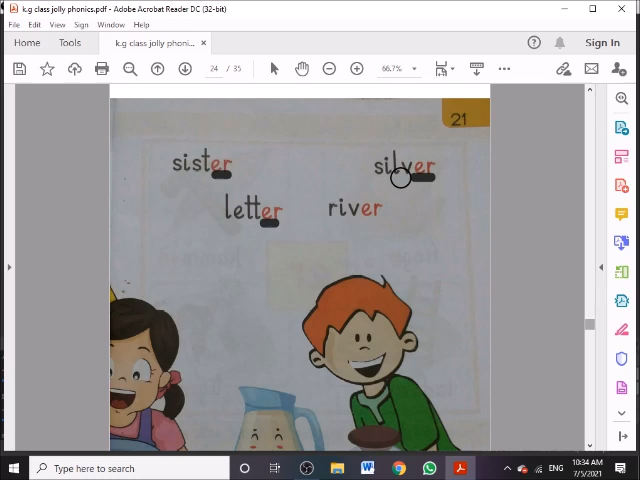 k.g class jolly phonics.pdf - Adobe Acrobat Reader DC (32-bit)
File Edit View Sign Window Help
Home Tools k.g class jolly phoni... × Sign In
24 / 35 66.7%
21
sister silver
letter river
Type here to search
10:34 AM
7/5/2021